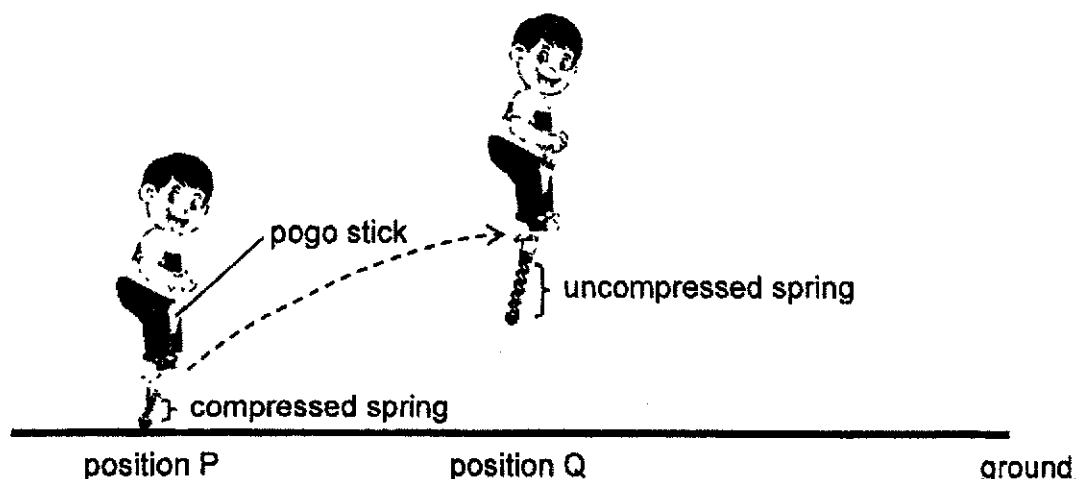 pogo stick
uncompressed spring
compressed spring
position P
position Q
ground